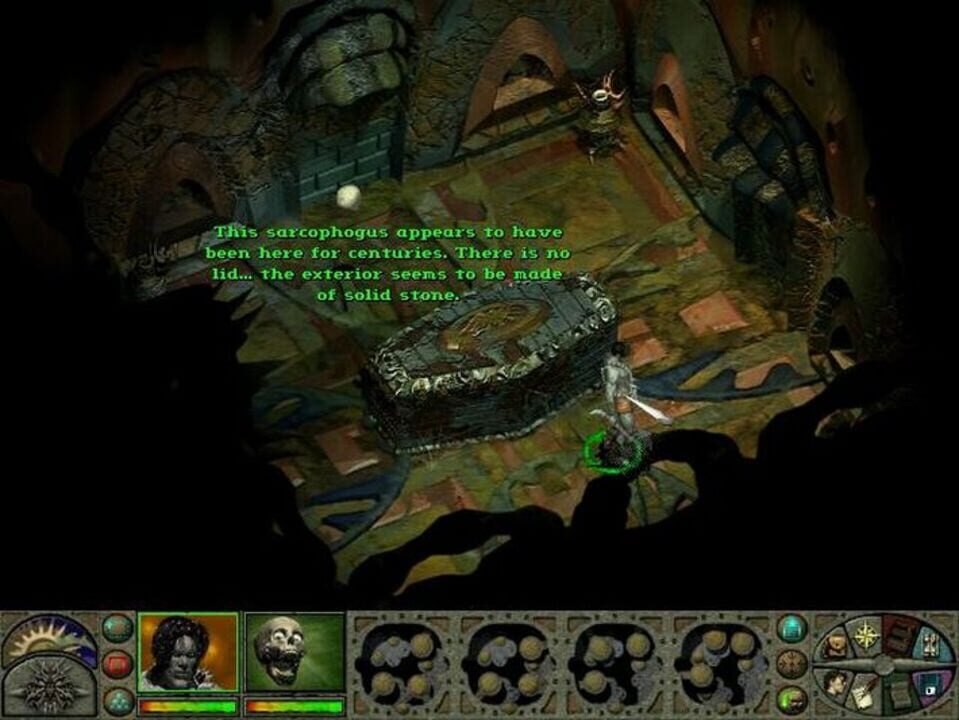 This sarcophogus appears to have
been here for centuries. There is no
lid... the exterior seems to be made
of solid stone.